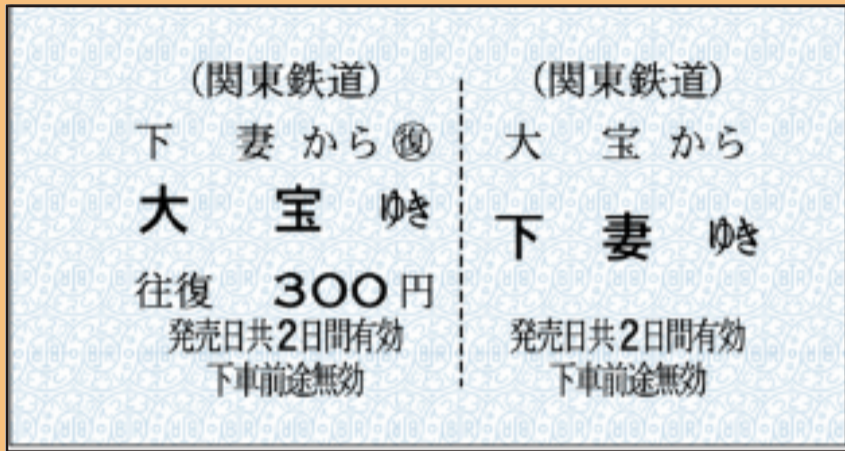 (関東鉄道)
下妻から㊝
大宝ゆき
往復 300円
発売日共2日間有効
下車前途無効
(関東鉄道)
大宝から
下妻ゆき
発売日共2日間有効
下車前途無効